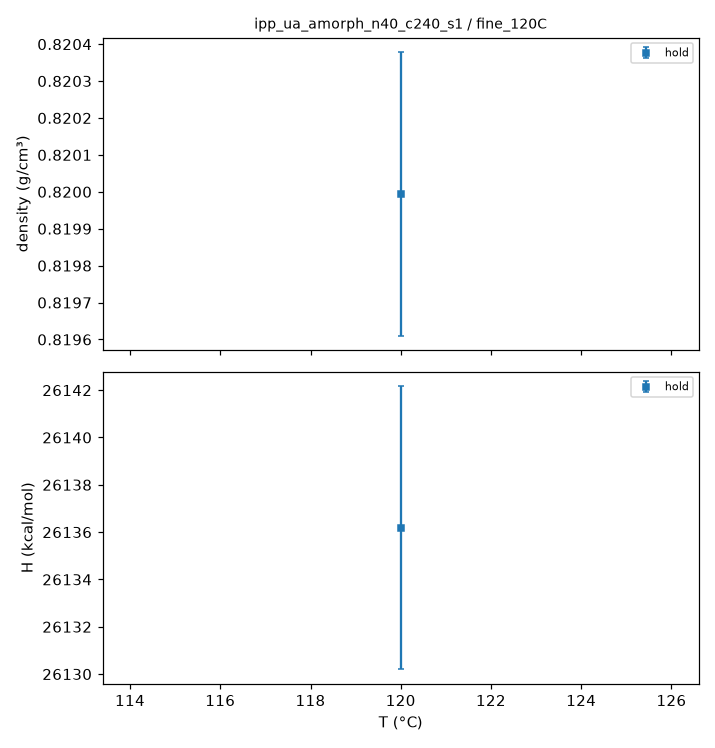 ipp_ua_amorph_n40_c240_s1 / fine_120C
hold
density (g/cm³)
0.8204
0.8203
0.8202
0.8201
0.8200
0.8199
0.8198
0.8197
0.8196
hold
H (kcal/mol)
26142
26140
26138
26136
26134
26132
26130
114 116 118 120 122 124 126
T (°C)